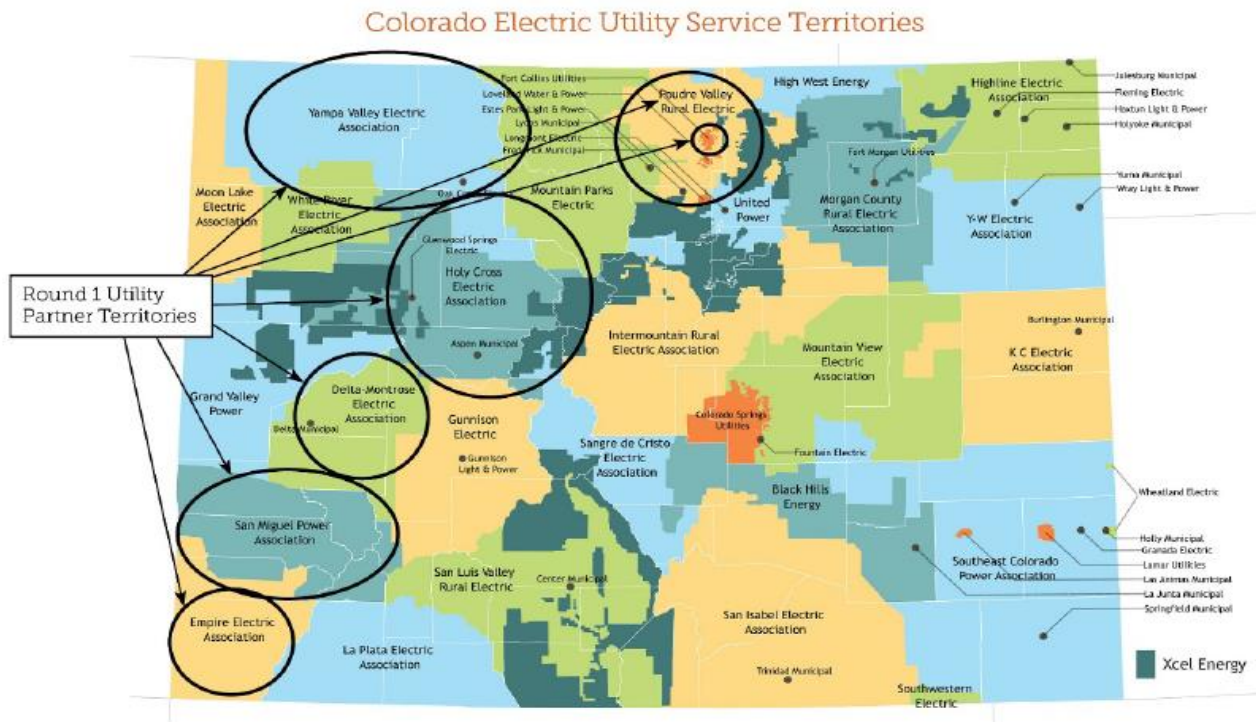 Colorado Electric Utility Service Territories
Fort Collins Utilities
Loveland Water & Power
Estes Park Light & Power
Lyons Municipal
Longmont Electric
Frederick Municipal
Poudre Valley
Rural Electric
High West Energy
Highline Electric
Association
Julesburg Municipal
Fleming Electric
Haxtun Light & Power
Holyoke Municipal
Yampa Valley Electric
Association
Fort Morgan Utilities
Yuma Municipal
Wray Light & Power
Moon Lake
Electric
Association
White River
Electric
Association
Mountain Parks
Electric
United
Power
Morgan County
Rural Electric
Association
Y-W Electric
Association
Glenwood Springs
Electric
Holy Cross
Electric
Association
Round 1 Utility
Partner Territories
Aspen Municipal
Intermountain Rural
Electric Association
Mountain View
Electric
Association
Burlington Municipal
K C Electric
Association
Grand Valley
Power
Delta-Montrose
Electric
Association
Delta Municipal
Gunnison
Electric
Gunnison
Light & Power
Colorado Springs
Utilities
Fountain Electric
Sangre de Cristo
Electric
Association
Black Hills
Energy
Wheatland Electric
San Miguel Power
Association
Southeast Colorado
Power Association
Holly Municipal
Granada Electric
Lamar Utilities
Las Animas Municipal
La Junta Municipal
Springfield Municipal
San Luis Valley
Rural Electric
Center Municipal
Empire Electric
Association
La Plata Electric
Association
San Isabel Electric
Association
Trinidad Municipal
Southwestern
Electric
Xcel Energy